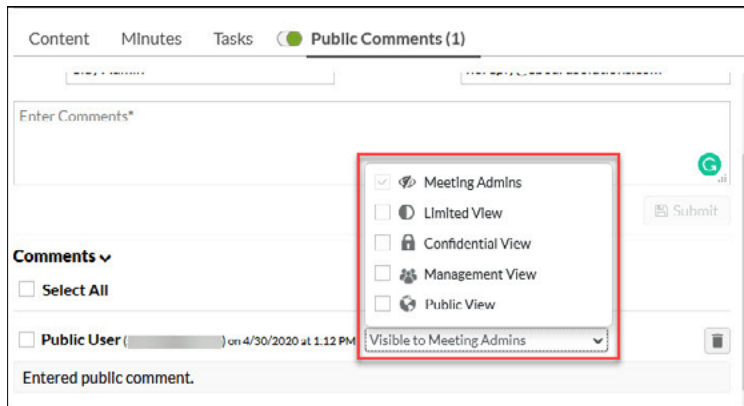 Content Minutes Tasks Public Comments (1)
Enter Comments*
Meeting Admins
Limited View
Confidential View
Management View
Public View
Submit
Comments
Select All
Public User ( ) on 4/30/2020 at 1.12 PM Visible to Meeting Admins
Entered public comment.